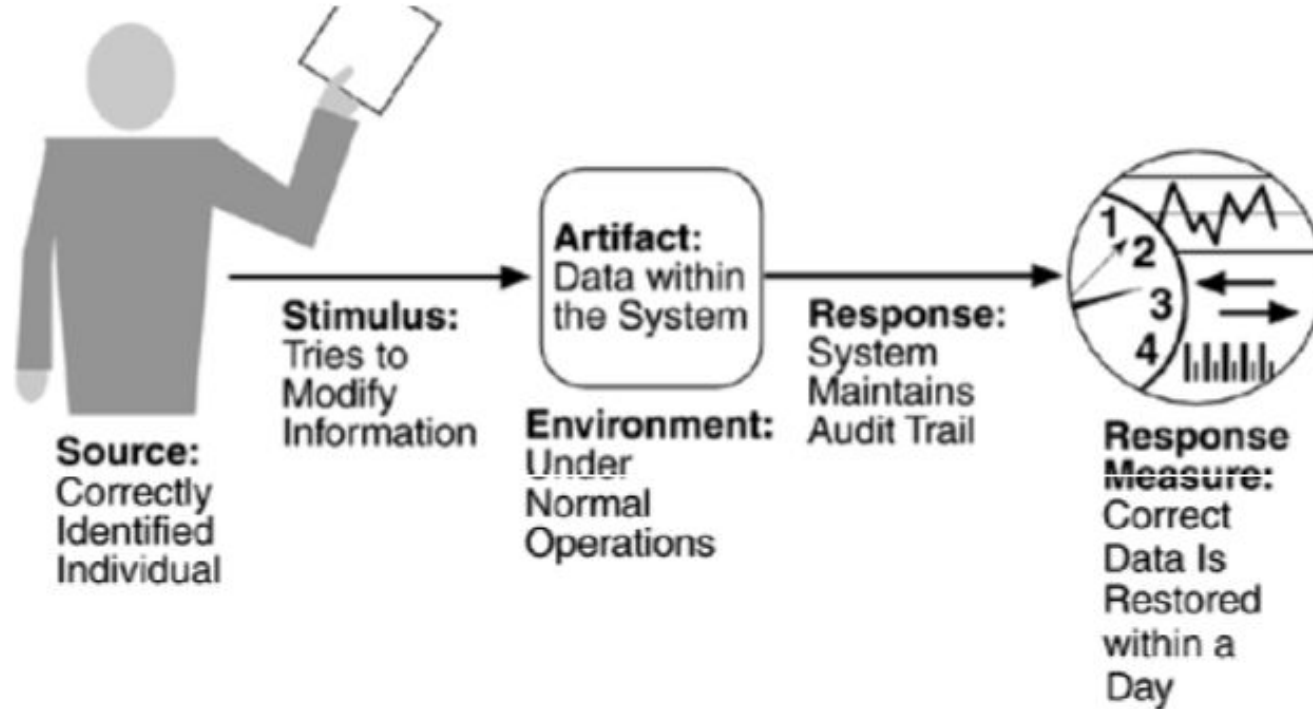 Source:
Correctly
Identified
Individual
Stimulus:
Tries to
Modify
Information
Artifact:
Data within
the System
Environment:
Under
Normal
Operations
Response:
System
Maintains
Audit Trail
1
2
3
4
Response
Measure:
Correct
Data Is
Restored
within a
Day